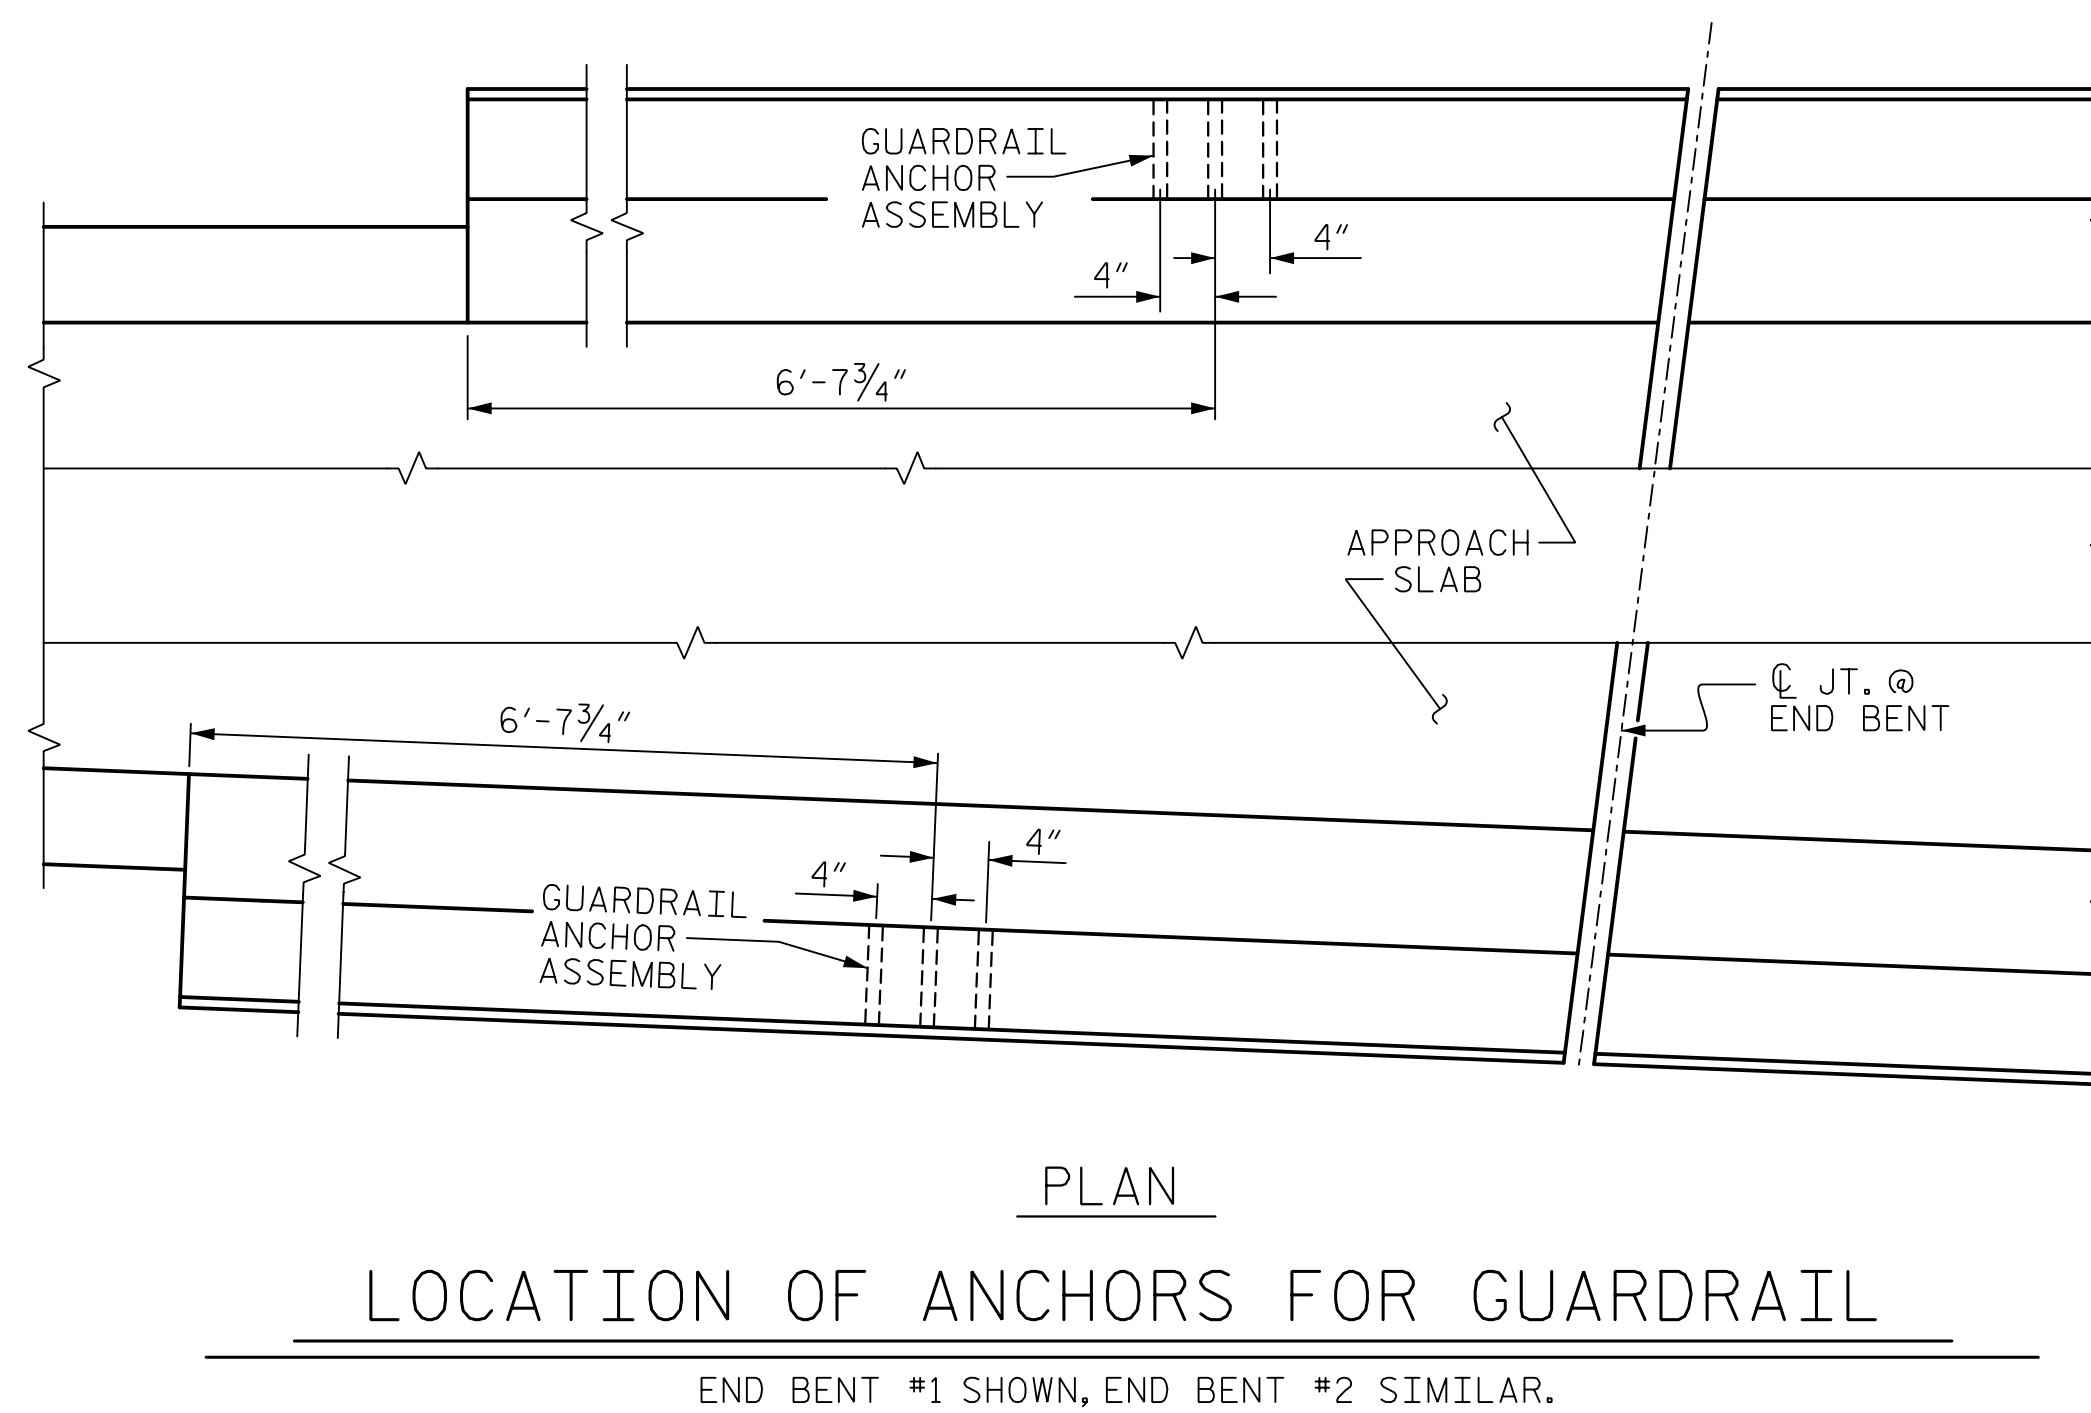 GUARDRAIL
ANCHOR
ASSEMBLY
4"
4"
6'-7¾"
APPROACH
SLAB
℄ JT. @
END BENT
6'-7¾"
4"
4"
GUARDRAIL
ANCHOR
ASSEMBLY
PLAN
LOCATION OF ANCHORS FOR GUARDRAIL
END BENT #1 SHOWN, END BENT #2 SIMILAR.